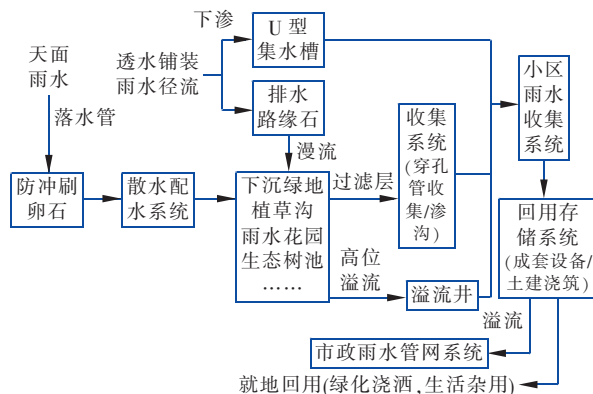 天面
雨水
落水管
防冲刷
卵石
散水配
水系统
透水铺装
雨水径流
下渗
U 型
集水槽
排水
路缘石
漫流
下沉绿地
植草沟
雨水花园
生态树池
……
过滤层
高位
溢流
收集
系统
(穿孔
管收
集/渗
沟)
溢流井
小区
雨水
收集
系统
回用存
储系统
(成套设备/
土建浇筑)
溢流
市政雨水管网系统
就地回用(绿化浇洒,生活杂用)